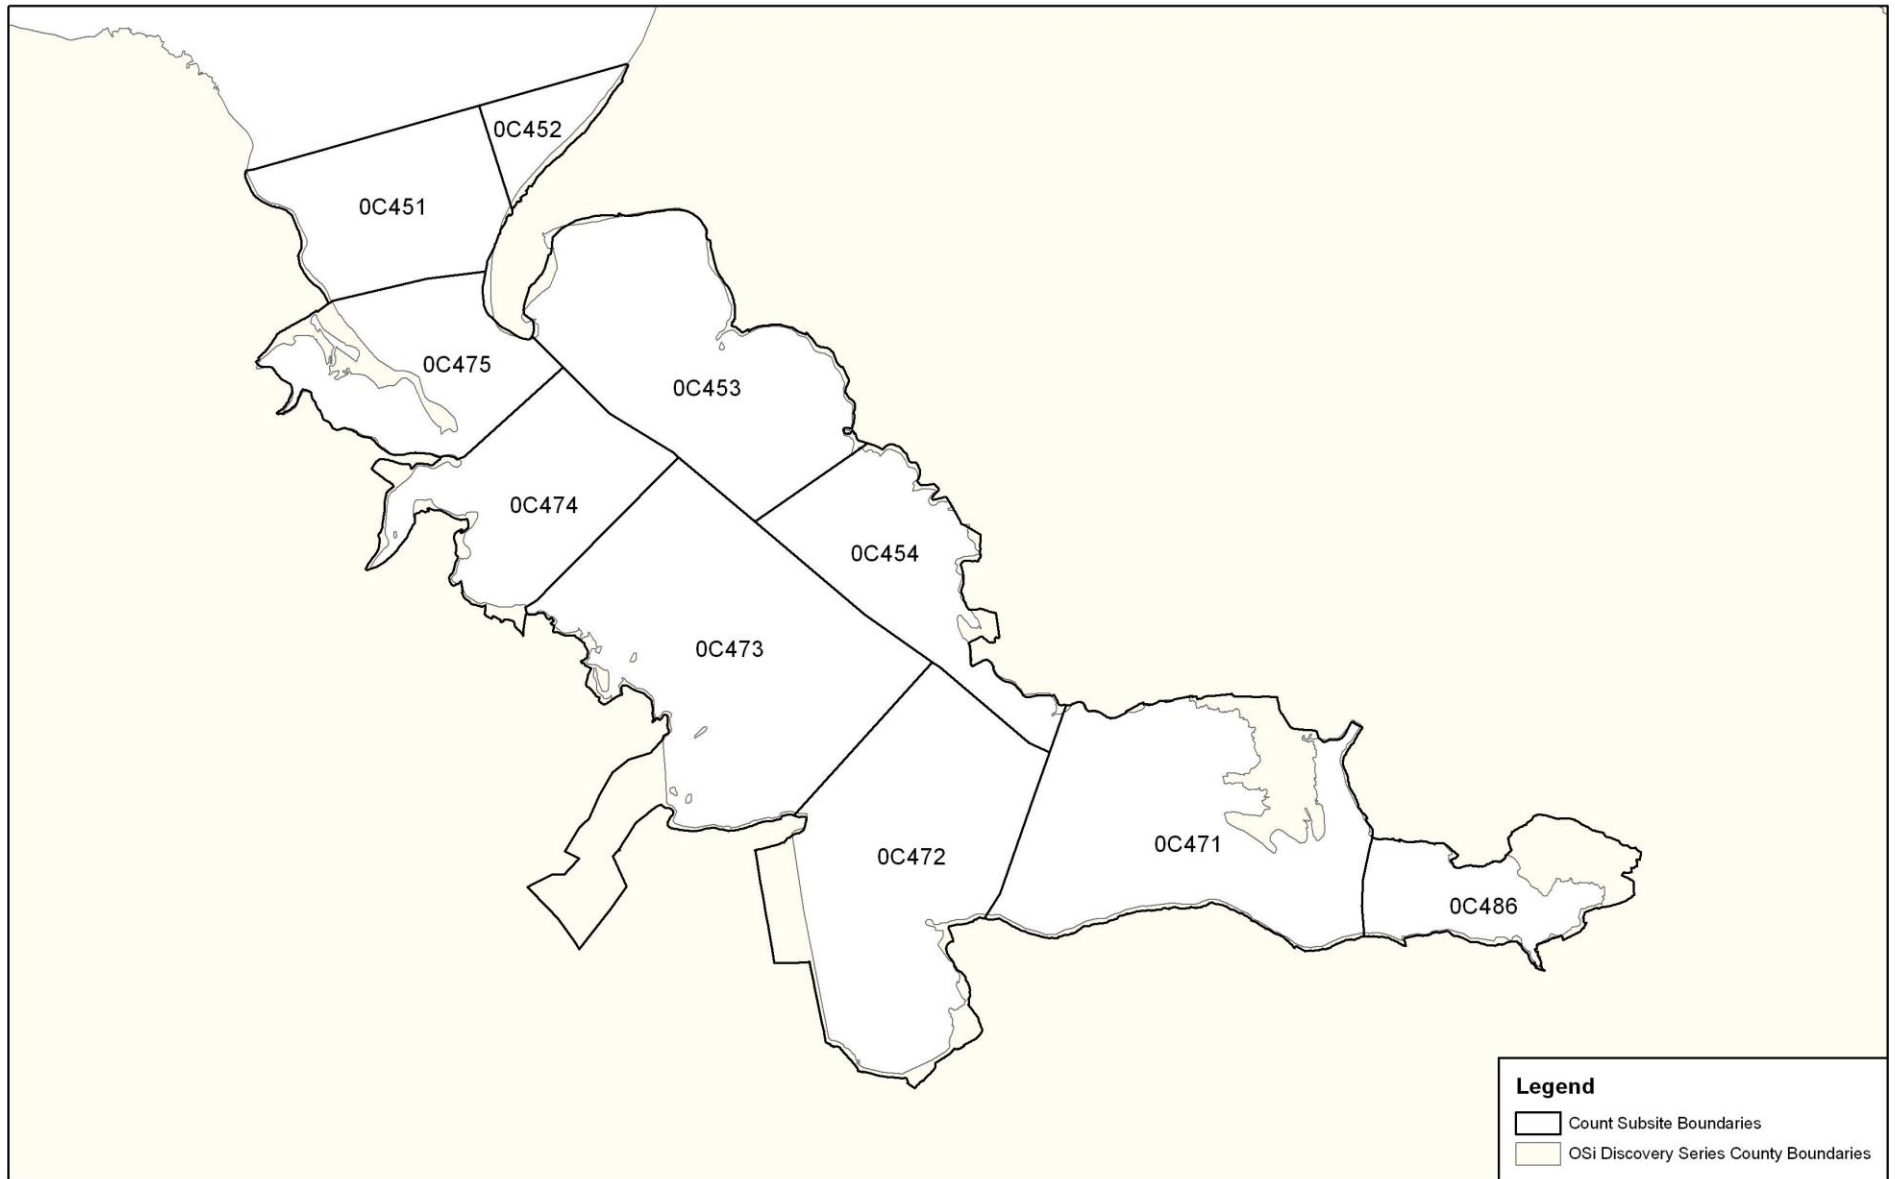 0C452
0C451
0C475
0C453
0C474
0C454
0C473
0C472
0C471
0C486
Legend
Count Subsite Boundaries
OSi Discovery Series County Boundaries